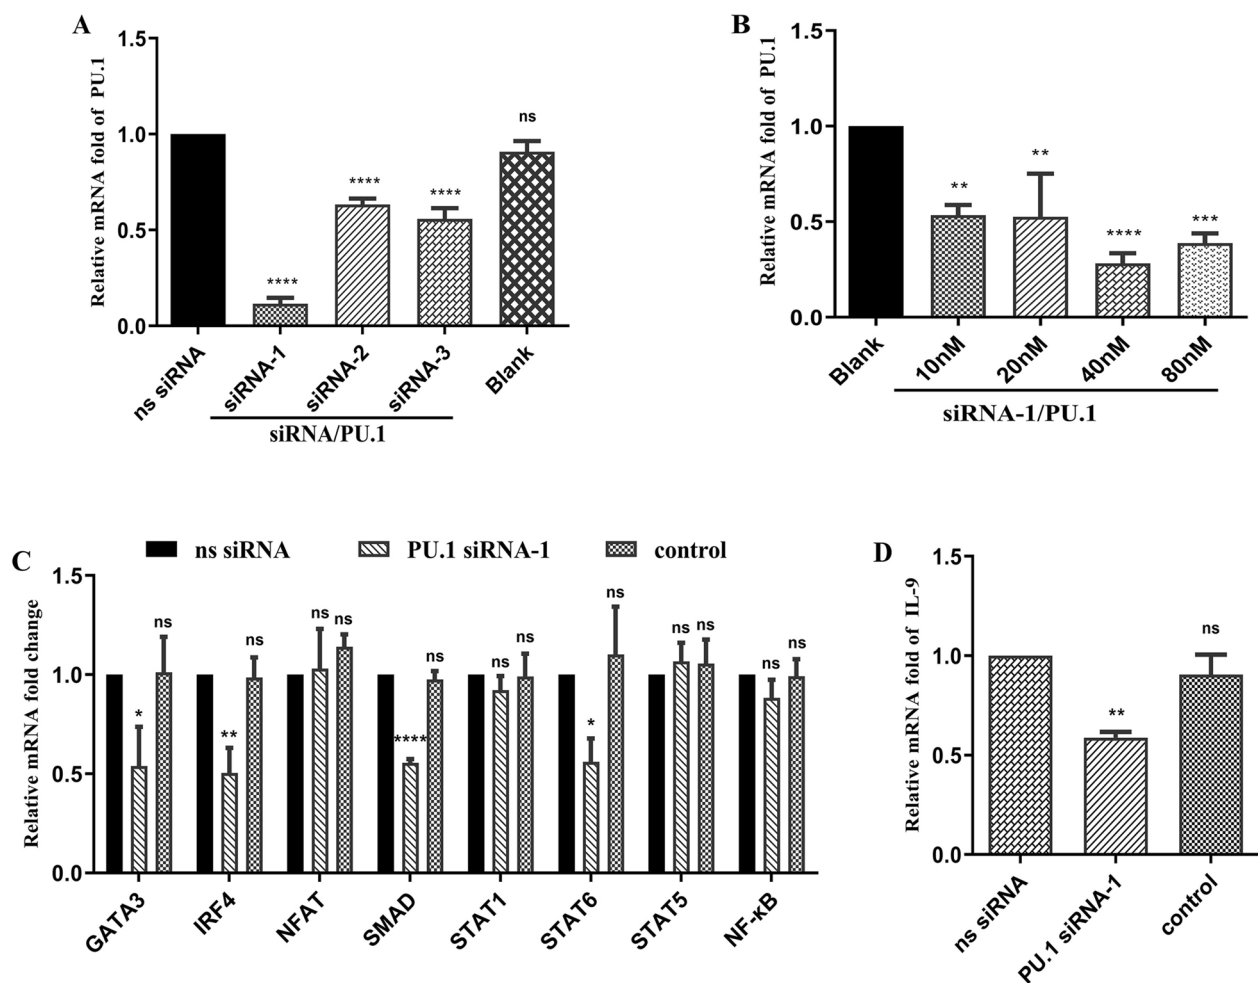 A
Relative mRNA fold of PU.1
1.5
1.0
0.5
0.0
****
****
****
ns
ns siRNA
siRNA-1
siRNA-2
siRNA-3
Blank
siRNA/PU.1
B
Relative mRNA fold of PU.1
1.5
1.0
0.5
0.0
**
**
****
***
Blank
10nM
20nM
40nM
80nM
siRNA-1/PU.1
C
ns siRNA
PU.1 siRNA-1
control
Relative mRNA fold change
1.5
1.0
0.5
0.0
*
ns
**
ns
ns
ns
****
ns
ns
ns
*
ns
ns
ns
ns
ns
GATA3
IRF4
NFAT
SMAD
STAT1
STAT6
STAT5
NF-κB
D
Relative mRNA fold of IL-9
1.5
1.0
0.5
0.0
**
ns
ns siRNA
PU.1 siRNA-1
control